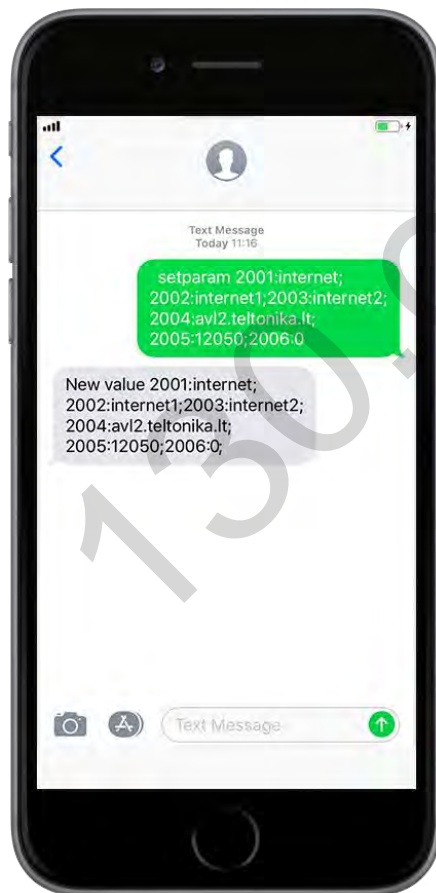 Text Message
Today 11:16
setparam 2001:internet;
2002:internet1;2003:internet2;
2004:avl2.teltonika.lt;
2005:12050;2006:0
New value 2001:internet;
2002:internet1;2003:internet2;
2004:avl2.teltonika.lt;
2005:12050;2006:0;
Text Message